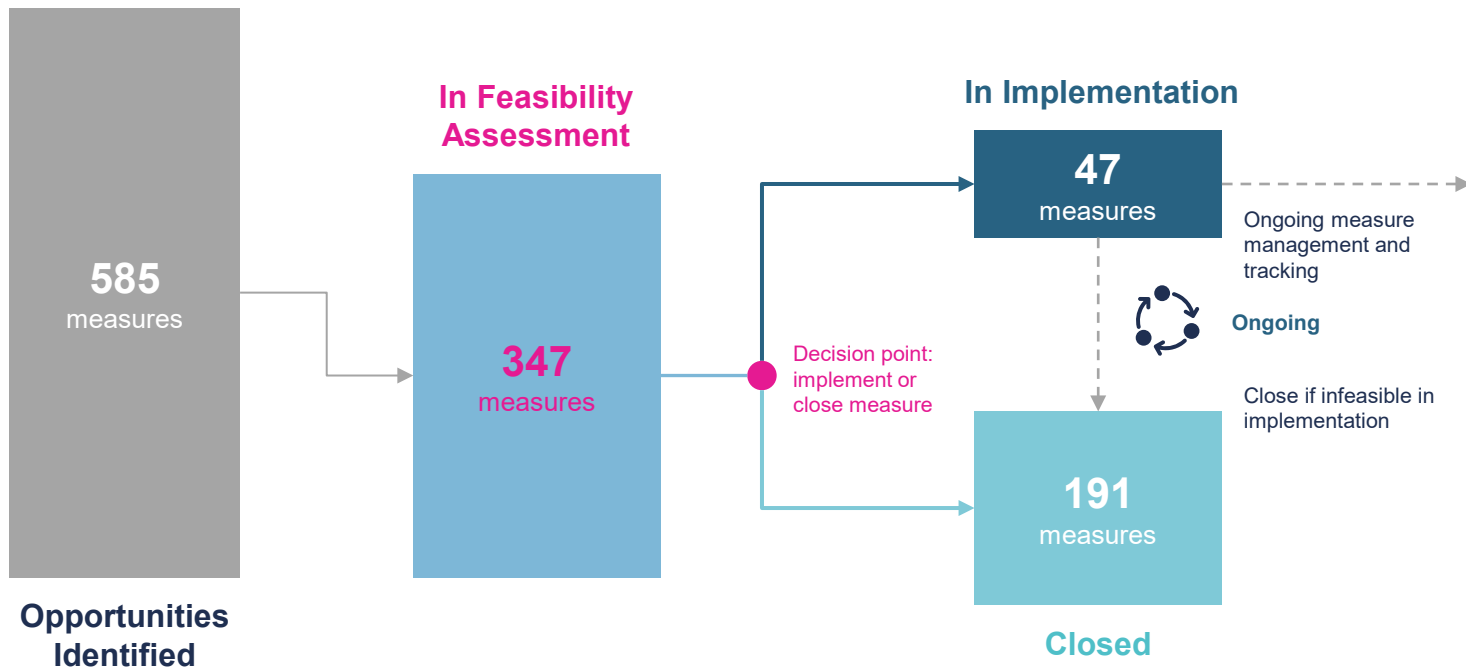 585
measures
Opportunities
Identified
In Feasibility
Assessment
347
measures
Decision point:
implement or
close measure
In Implementation
47
measures
Ongoing measure
management and
tracking
Ongoing
Close if infeasible in
implementation
191
measures
Closed